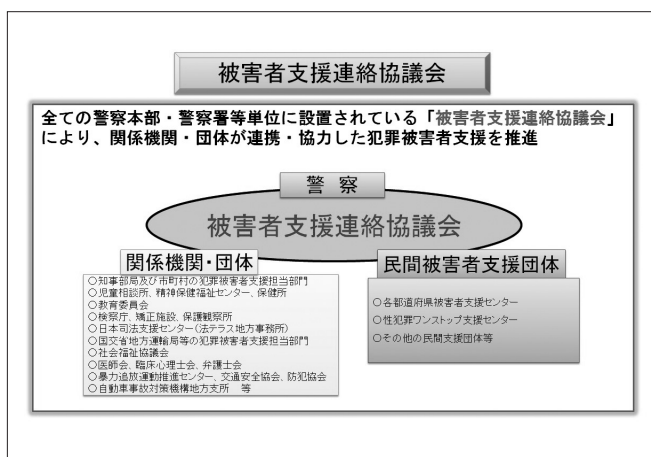 被害者支援連絡協議会
全ての警察本部・警察署等単位に設置されている「被害者支援連絡協議会」
により、関係機関・団体が連携・協力した犯罪被害者支援を推進
警 察
被害者支援連絡協議会
関係機関・団体
○知事部局及び市町村の犯罪被害者支援担当部門
○児童相談所、精神保健福祉センター、保健所
○教育委員会
○検察庁、矯正施設、保護観察所
○日本司法支援センター（法テラス地方事務所）
○国交省地方運輸局等の犯罪被害者支援担当部門
○社会福祉協議会
○医師会、臨床心理士会、弁護士会
○暴力追放運動推進センター、交通安全協会、防犯協会
○自動車事故対策機構地方支所 等
民間被害者支援団体
○各都道府県被害者支援センター
○性犯罪ワンストップ支援センター
○その他の民間支援団体等